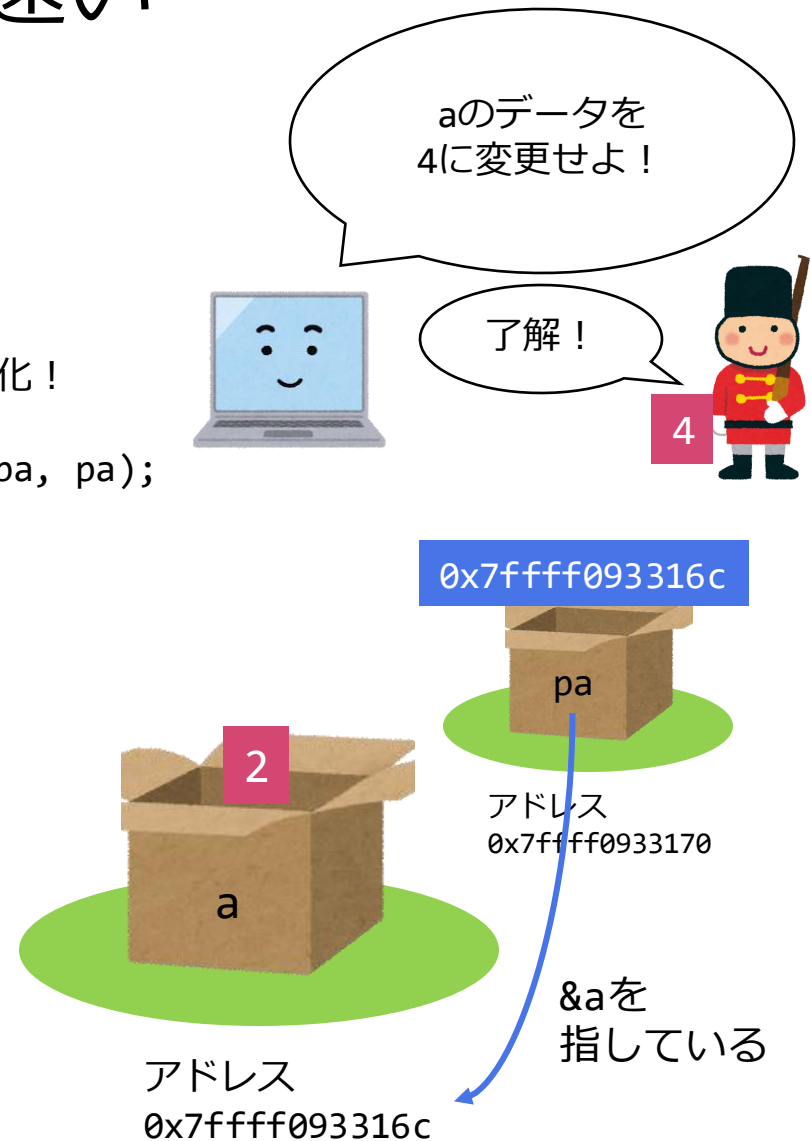 aのデータを
4に変更せよ！
了解！
化！
4
pa, pa);
0x7ffff093316c
pa
2
アドレス
0x7ffff0933170
a
&aを
指している
アドレス
0x7ffff093316c